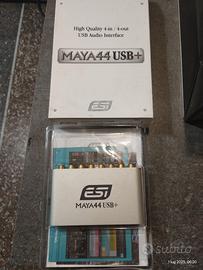 High Quality 4-in / 4-out
USB Audio Interface
MAYA44 USB+
ESI
ESI
MAYA44 USB+
subito